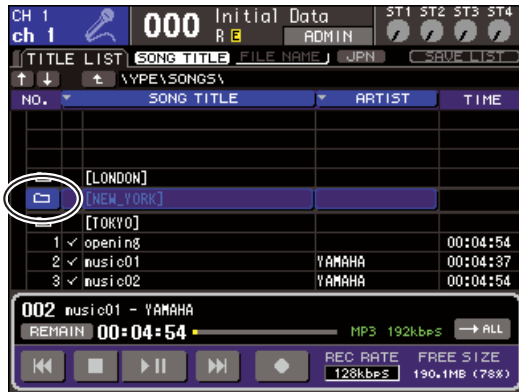 CH 1 000 Initial Data ST1 ST2 ST3 ST4
ch 1 R E ADMIN
TITLE LIST SONG TITLE FILE NAME JPN SAVE LIST
\YPE\SONGS\
NO. SONG TITLE ARTIST TIME
[LONDON]
[NEW_YORK]
[TOKYO]
1 ✓ opening 00:04:54
2 ✓ music01 YAMAHA 00:04:37
3 ✓ music02 YAMAHA 00:04:54
002 music01 - YAMAHA
REMAIN 00:04:54 MP3 192kbps → ALL
REC RATE FREE SIZE
128kbps 190.1MB (78%)